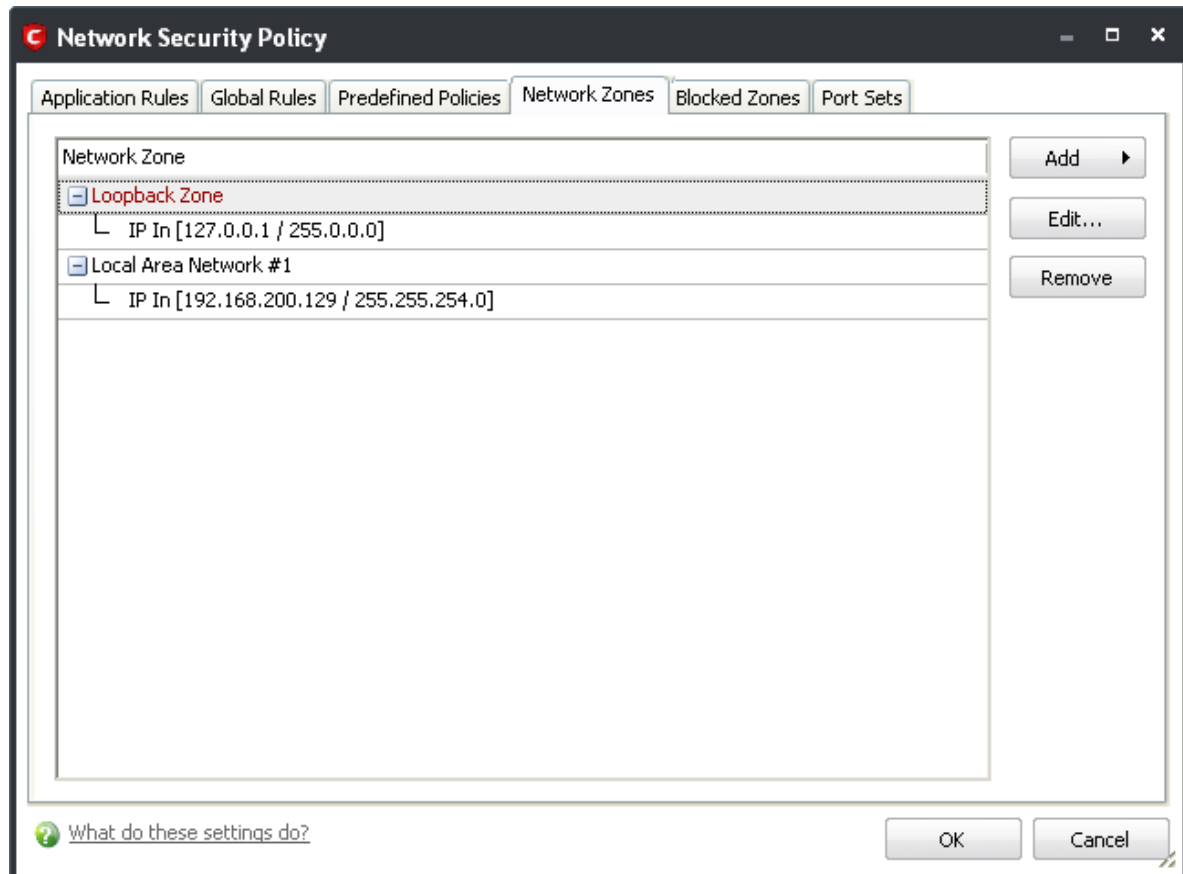 Network Security Policy
Application Rules Global Rules Predefined Policies Network Zones Blocked Zones Port Sets
Network Zone
Add
Loopback Zone
IP In [127.0.0.1 / 255.0.0.0]
Edit...
Local Area Network #1
Remove
IP In [192.168.200.129 / 255.255.254.0]
What do these settings do?
OK
Cancel